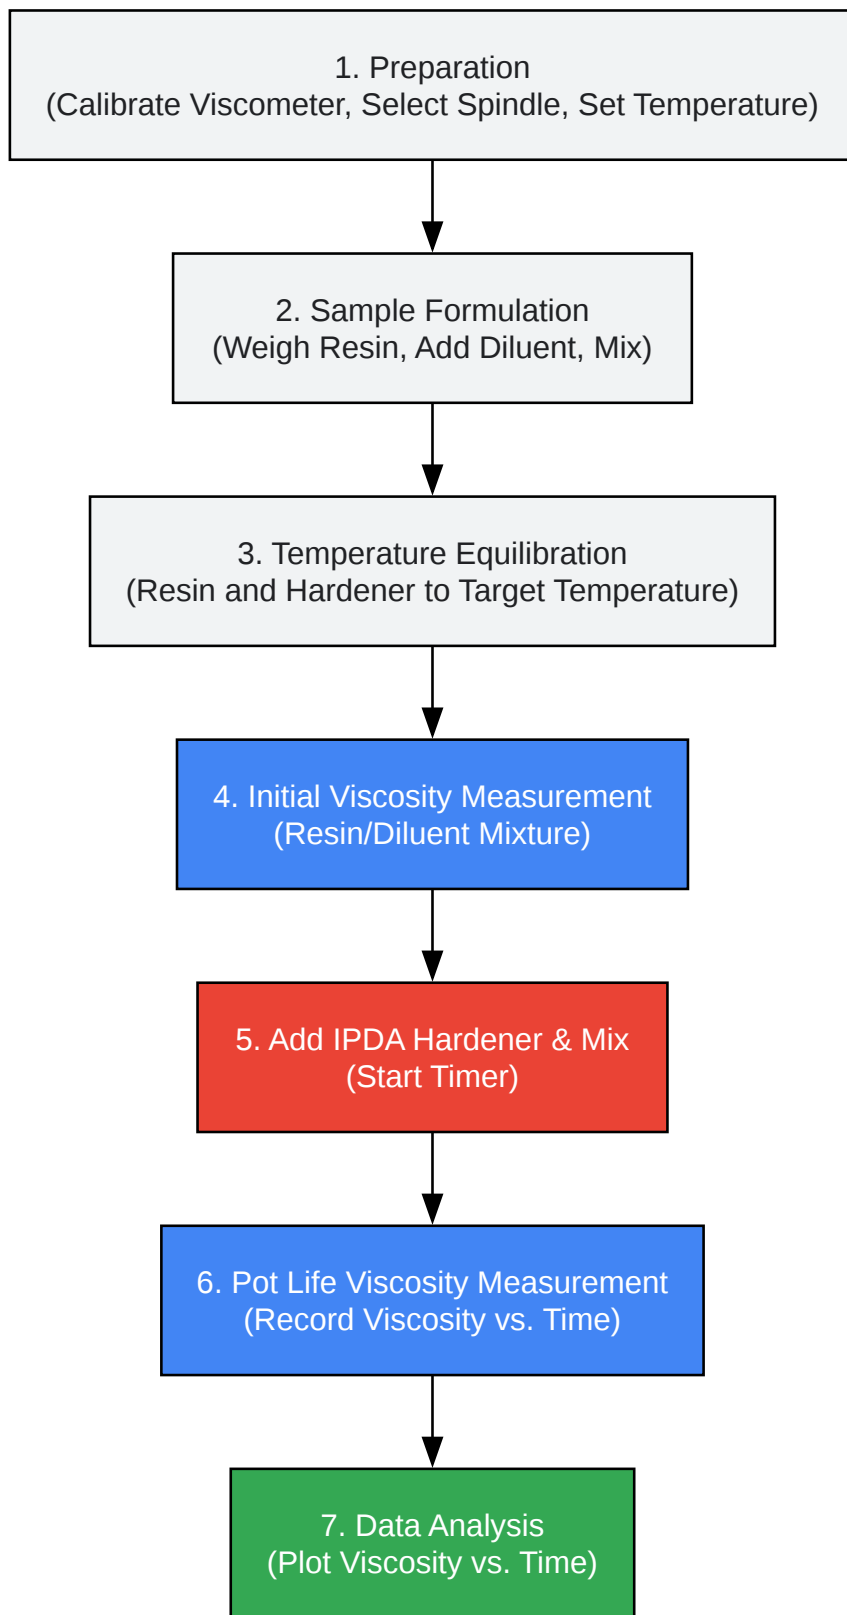 1. Preparation
(Calibrate Viscometer, Select Spindle, Set Temperature)
2. Sample Formulation
(Weigh Resin, Add Diluent, Mix)
3. Temperature Equilibration
(Resin and Hardener to Target Temperature)
4. Initial Viscosity Measurement
(Resin/Diluent Mixture)
5. Add IPDA Hardener & Mix
(Start Timer)
6. Pot Life Viscosity Measurement
(Record Viscosity vs. Time)
7. Data Analysis
(Plot Viscosity vs. Time)